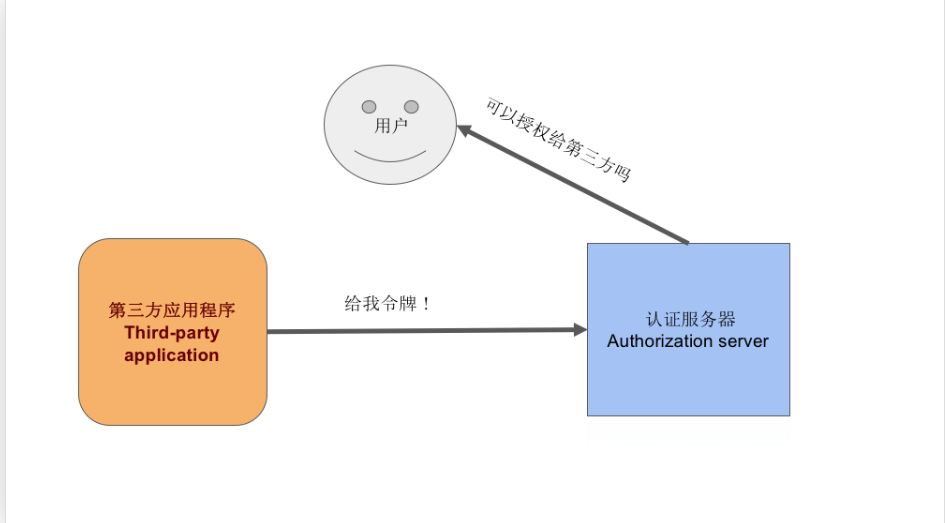 可以授权给第三方吗
用户
给我令牌！
第三方应用程序
Third-party
application
认证服务器
Authorization server